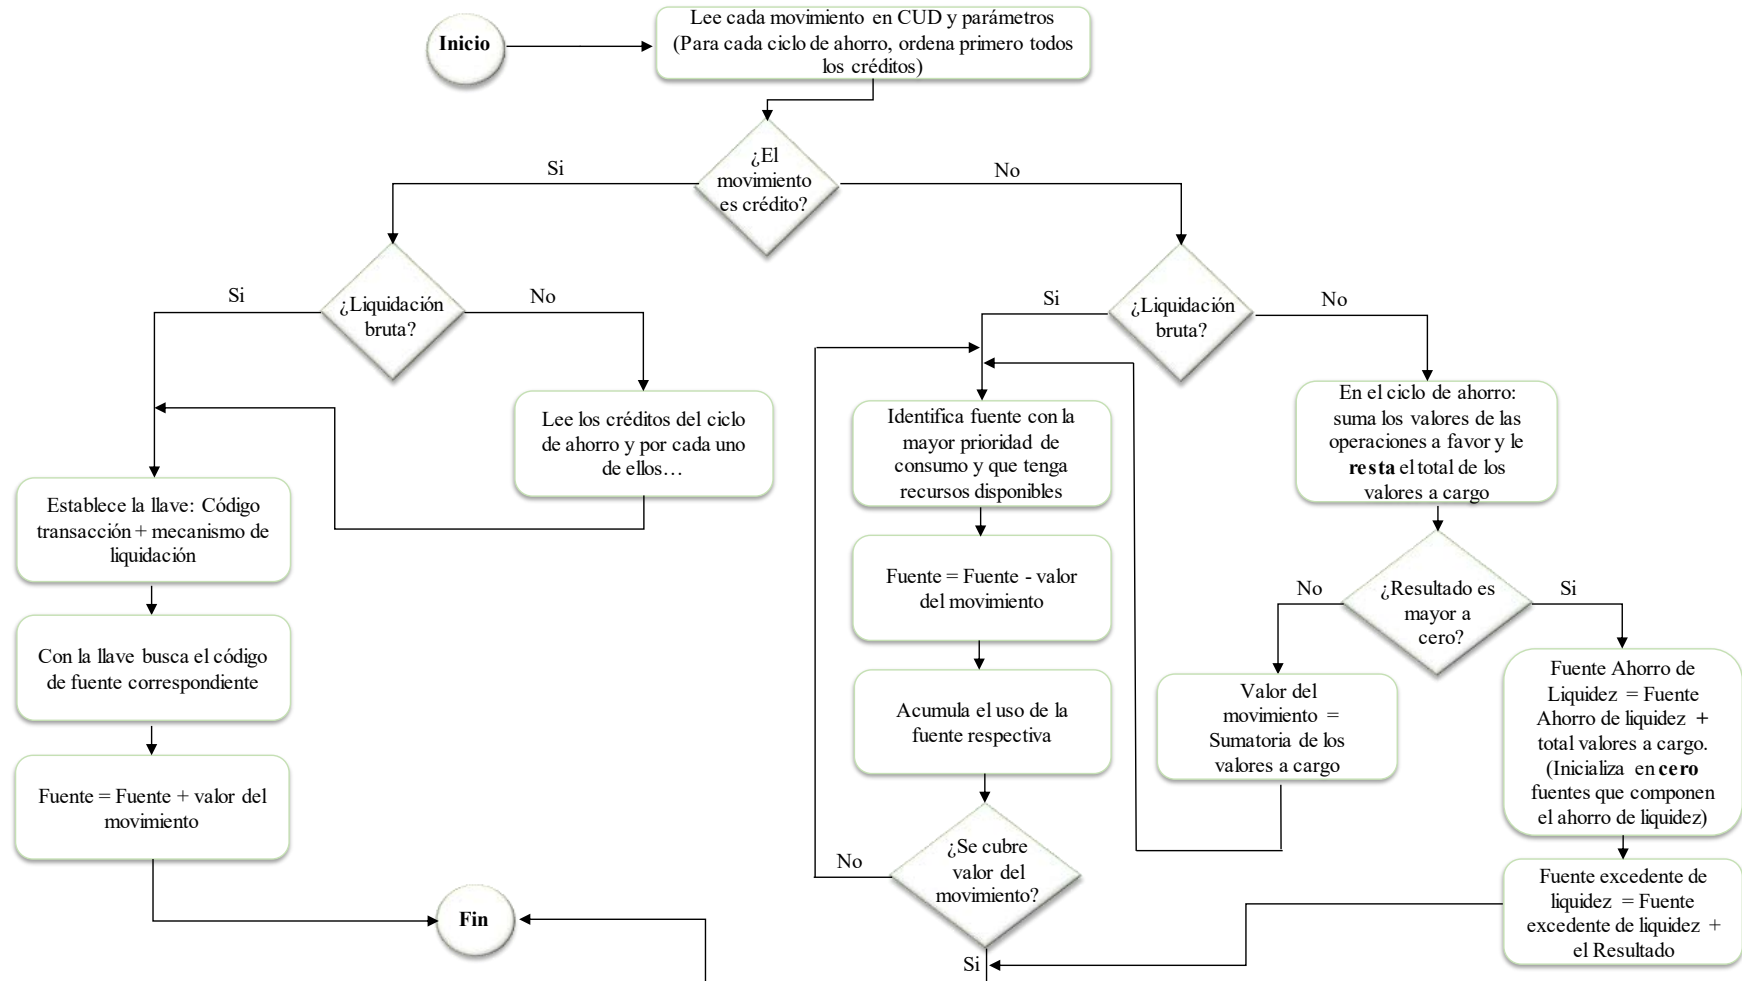 Inicio
Lee cada movimiento en CUD y parámetros
(Para cada ciclo de ahorro, ordena primero todos
los créditos)
¿El
movimiento
es crédito?
Si
No
¿Liquidación
bruta?
Si
No
Lee los créditos del ciclo
de ahorro y por cada uno
de ellos…
Establece la llave: Código
transacción + mecanismo de
liquidación
Con la llave busca el código
de fuente correspondiente
Fuente = Fuente + valor del
movimiento
Fin
¿Liquidación
bruta?
Si
No
Identifica fuente con la
mayor prioridad de
consumo y que tenga
recursos disponibles
Fuente = Fuente - valor
del movimiento
Acumula el uso de la
fuente respectiva
¿Se cubre
valor del
movimiento?
No
Si
En el ciclo de ahorro:
suma los valores de las
operaciones a favor y le
resta el total de los
valores a cargo
¿Resultado es
mayor a
cero?
No
Si
Valor del
movimiento =
Sumatoria de los
valores a cargo
Fuente Ahorro de
Liquidez = Fuente
Ahorro de liquidez +
total valores a cargo.
(Inicializa en cero
fuentes que componen
el ahorro de liquidez)
Fuente excedente de
liquidez = Fuente
excedente de liquidez +
el Resultado